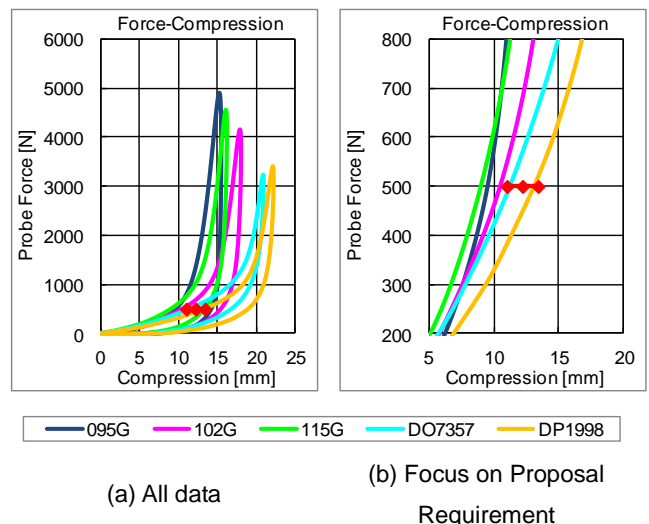 Force-Compression
6000
5000
4000
3000
2000
1000
0
Probe Force [N]
0 5 10 15 20 25
Compression [mm]
Force-Compression
800
700
600
500
400
300
200
Probe Force [N]
5 10 15 20
Compression [mm]
095G 102G 115G DO7357 DP1998
(a) All data
(b) Focus on Proposal
Requirement